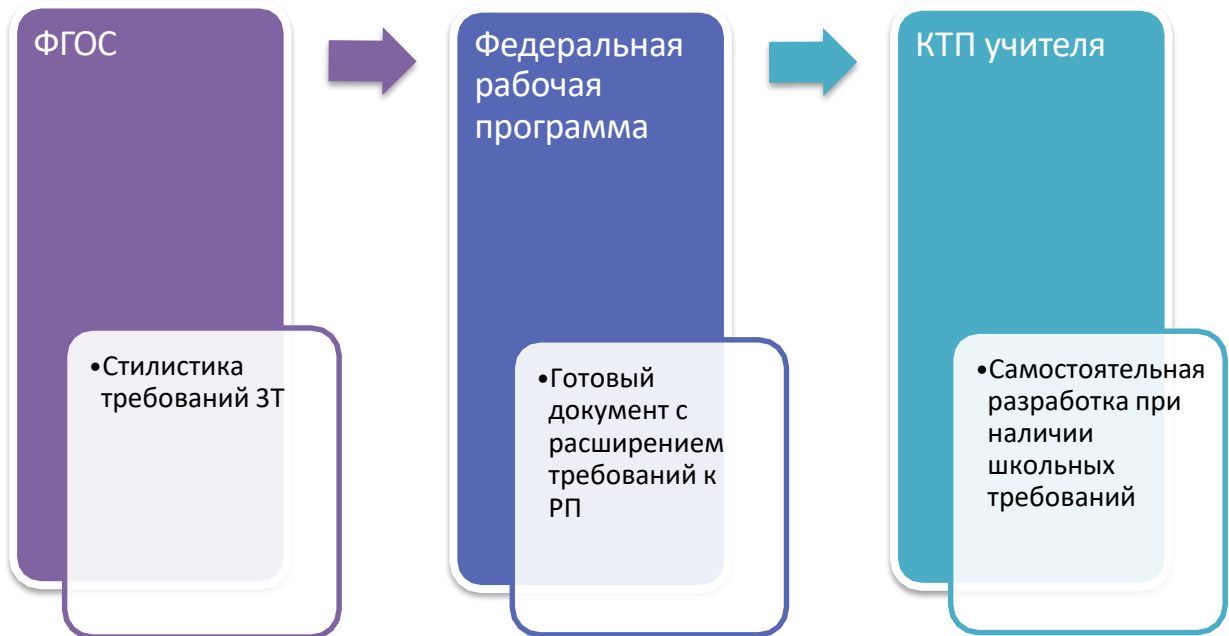 ФГОС
Федеральная
рабочая
программа
КТП учителя
•Стилистика
требований 3Т
•Готовый
документ с
расширением
требований к
РП
•Самостоятельная
разработка при
наличии
школьных
требований